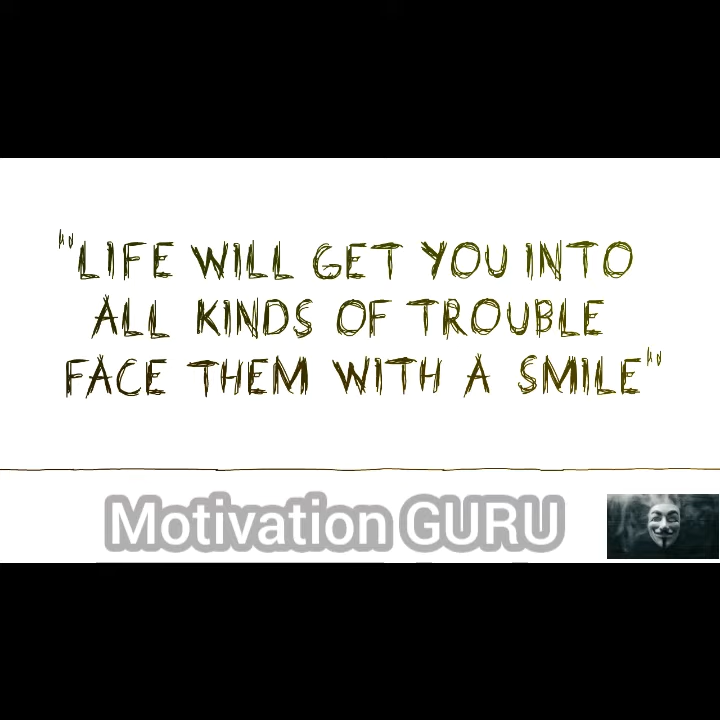 "LIFE WILL GET YOU INTO
ALL KINDS OF TROUBLE
FACE THEM WITH A SMILE"
Motivation GURU